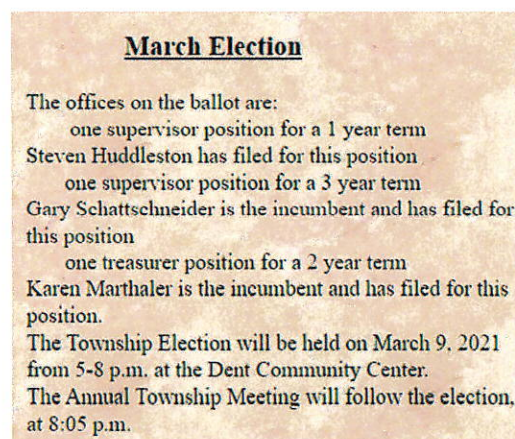 March Election
The offices on the ballot are:
one supervisor position for a 1 year term
Steven Huddleston has filed for this position
one supervisor position for a 3 year term
Gary Schattschneider is the incumbent and has filed for
this position
one treasurer position for a 2 year term
Karen Marthaler is the incumbent and has filed for this
position.
The Township Election will be held on March 9, 2021
from 5-8 p.m. at the Dent Community Center.
The Annual Township Meeting will follow the election,
at 8:05 p.m.